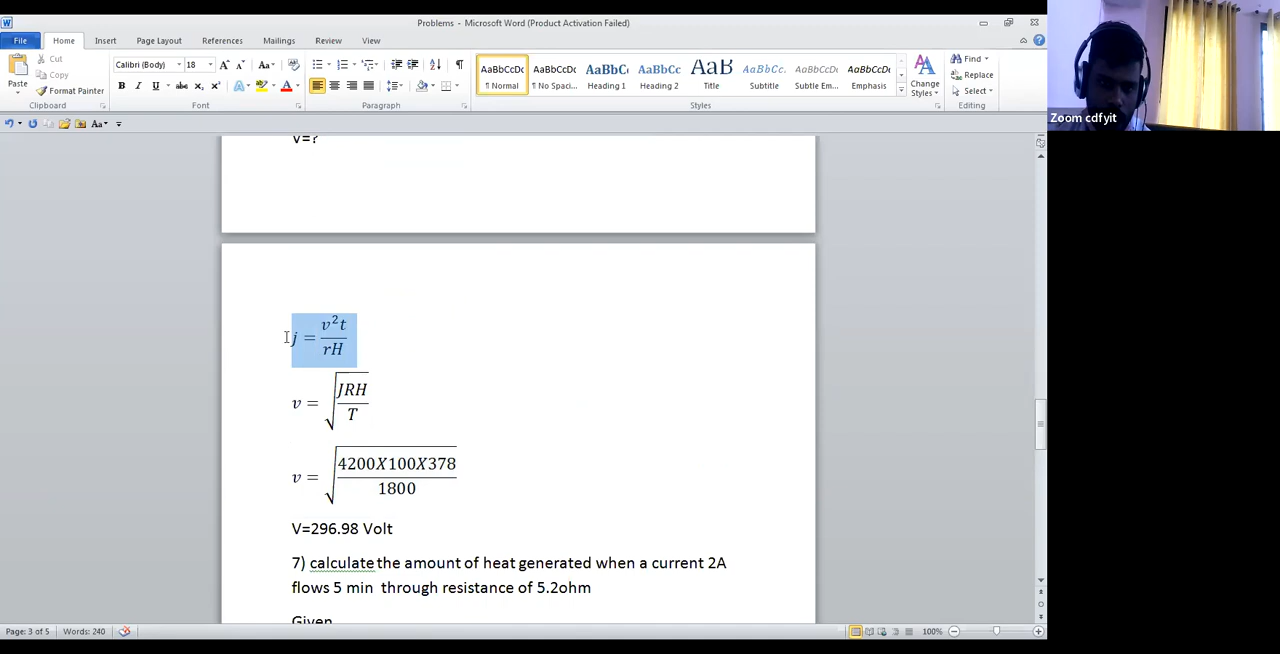 Problems - Microsoft Word (Product Activation Failed)
File Home Insert Page Layout References Mailings Review View
Paste Cut Copy Format Painter
Calibri (Body) 18
B I U abc x₂ x² Aa A
AaBbCcDc AaBbCcDc AaBbCc AaBbCc AaB AaBbCc. AaBbCcDc AaBbCcDc
¶ Normal ¶ No Spaci... Heading 1 Heading 2 Title Subtitle Subtle Em... Emphasis
Change Styles
Find Replace Select
Clipboard Font Paragraph Styles Editing
Zoom cdfyit
V=?
j = v²t / rH
v = √(JRH / T)
v = √(4200X100X378 / 1800)
V=296.98 Volt
7) calculate the amount of heat generated when a current 2A
flows 5 min through resistance of 5.2ohm
Given
Page: 3 of 5 Words: 240 100%